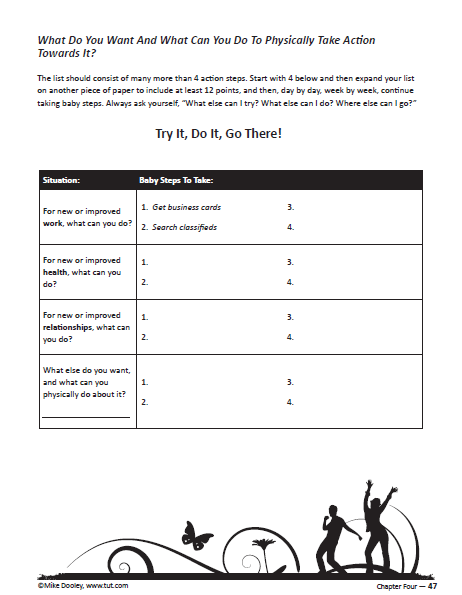 What Do You Want And What Can You Do To Physically Take Action
Towards It?
The list should consist of many more than 4 action steps. Start with 4 below and then expand your list
on another piece of paper to include at least 12 points, and then, day by day, week by week, continue
taking baby steps. Always ask yourself, “What else can I try? What else can I do? Where else can I go?”
Try It, Do It, Go There!
Situation: Baby Steps To Take:
For new or improved
work, what can you do?
1. Get business cards 3.
2. Search classifieds 4.
For new or improved
health, what can you
do?
1. 3.
2. 4.
For new or improved
relationships, what can
you do?
1. 3.
2. 4.
What else do you want,
and what can you
physically do about it?
1. 3.
2. 4.
©Mike Dooley, www.tut.com Chapter Four — 47